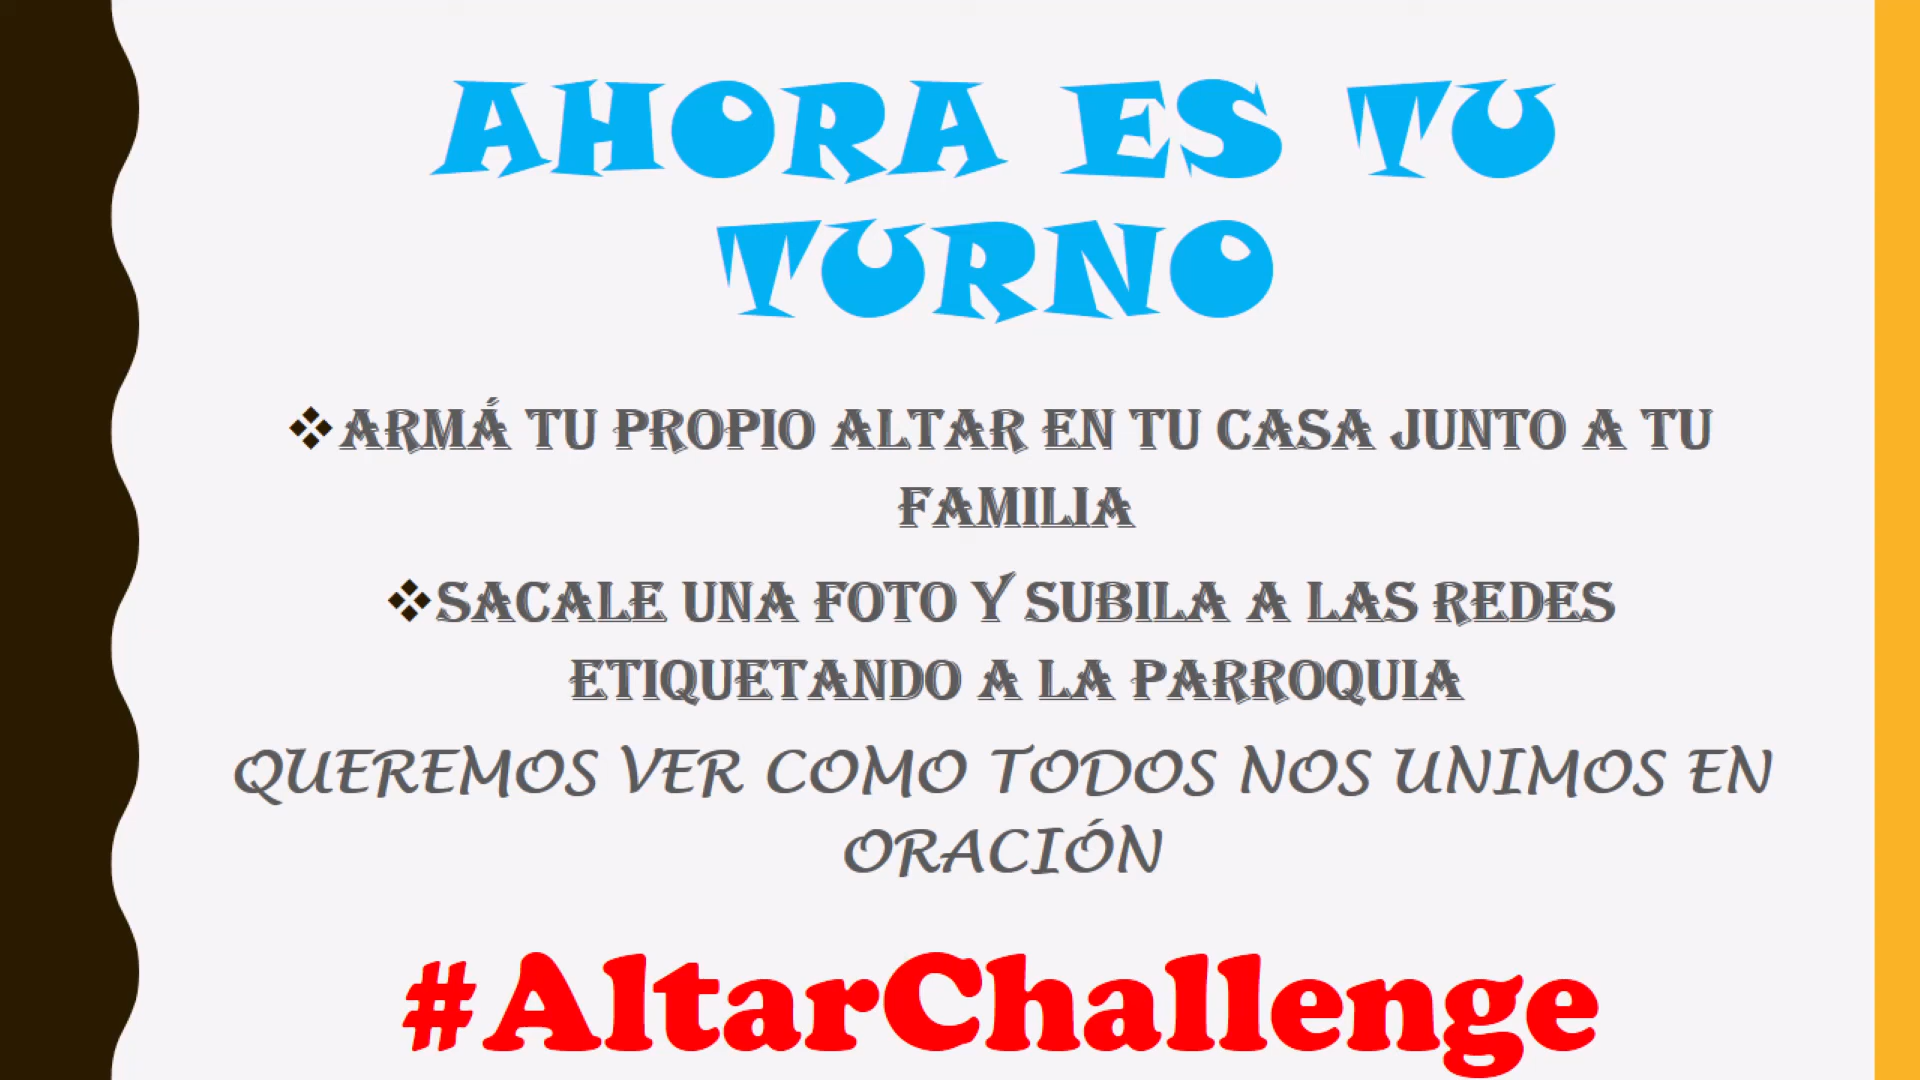 AHORA ES TU
TURNO
❖ARMÁ TU PROPIO ALTAR EN TU CASA JUNTO A TU
FAMILIA
❖SACALE UNA FOTO Y SUBILA A LAS REDES
ETIQUETANDO A LA PARROQUIA
QUEREMOS VER COMO TODOS NOS UNIMOS EN
ORACIÓN
#AltarChallenge